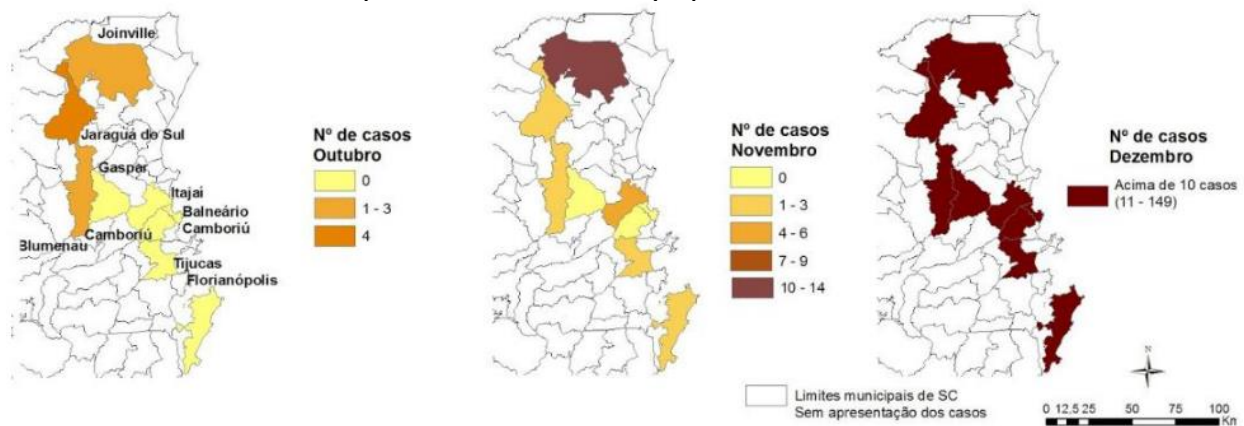 Joinville
Jaraguá do Sul
Gaspar
Itajaí
Balneário
Camboriú
Camboriú
Blumenau
Tijucas
Florianópolis
Nº de casos
Outubro
0
1 - 3
4
Nº de casos
Novembro
0
1 - 3
4 - 6
7 - 9
10 - 14
Nº de casos
Dezembro
Acima de 10 casos
(11 - 149)
Limites municipais de SC
Sem apresentação dos casos
N
0 12,5 25 50 75 100
Km